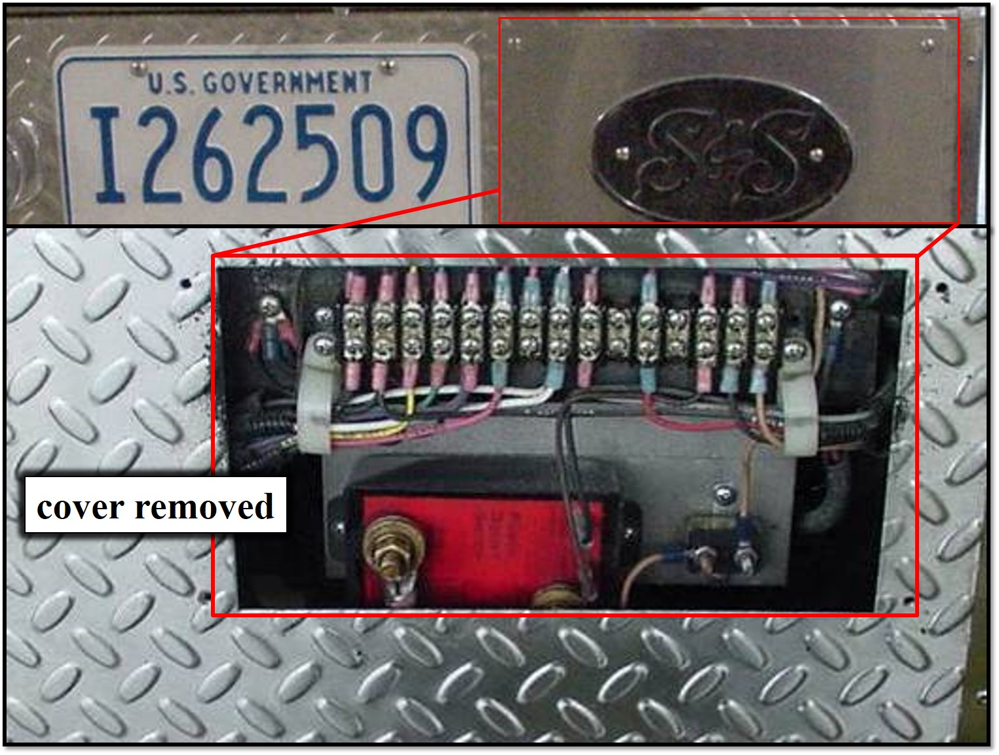 U.S. GOVERNMENT
I262509
S&S
cover removed